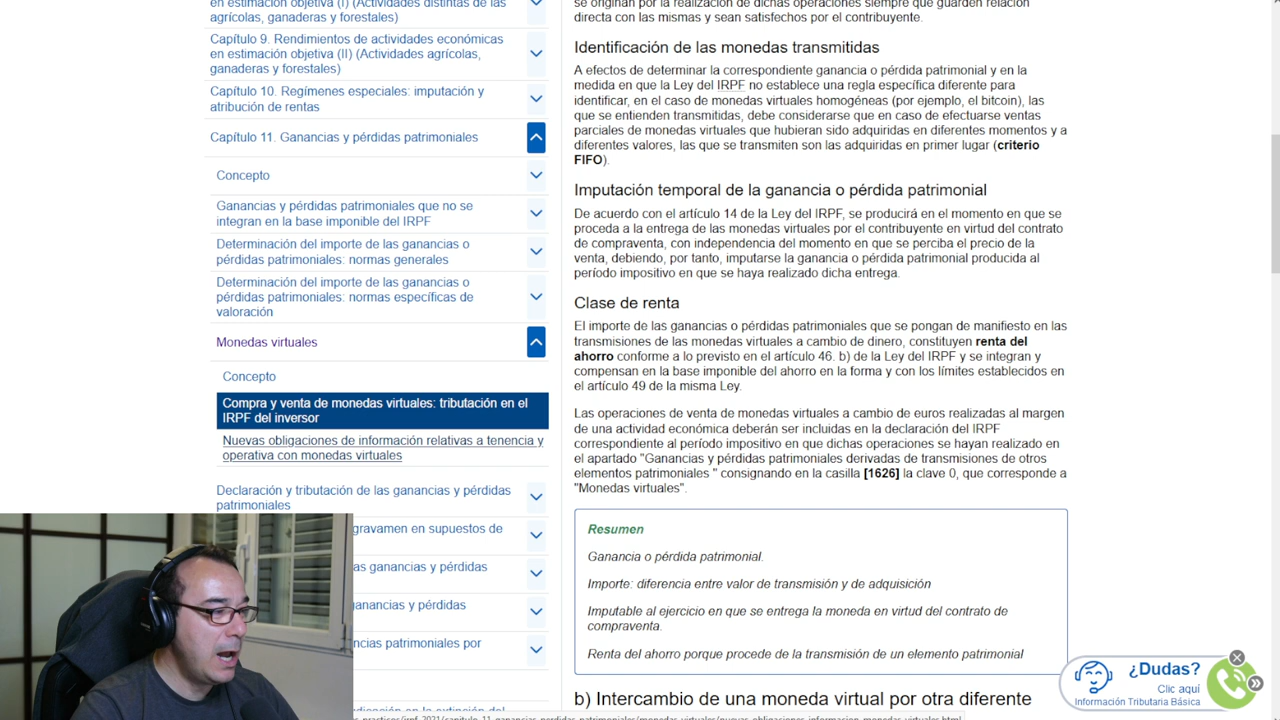 en estimación objetiva (I) (Actividades distintas de las
agrícolas, ganaderas y forestales)
Capítulo 9. Rendimientos de actividades económicas
en estimación objetiva (II) (Actividades agrícolas,
ganaderas y forestales)
Capítulo 10. Regímenes especiales: imputación y
atribución de rentas
Capítulo 11. Ganancias y pérdidas patrimoniales
Concepto
Ganancias y pérdidas patrimoniales que no se
integran en la base imponible del IRPF
Determinación del importe de las ganancias o
pérdidas patrimoniales: normas generales
Determinación del importe de las ganancias o
pérdidas patrimoniales: normas específicas de
valoración
Monedas virtuales
Concepto
Compra y venta de monedas virtuales: tributación en el
IRPF del inversor
Nuevas obligaciones de información relativas a tenencia y
operativa con monedas virtuales
Declaración y tributación de las ganancias y pérdidas
patrimoniales
gravamen en supuestos de
as ganancias y pérdidas
ganancias y pérdidas
ncias patrimoniales por
se originan por la realización de dichas operaciones siempre que guarden relación
directa con las mismas y sean satisfechos por el contribuyente.
Identificación de las monedas transmitidas
A efectos de determinar la correspondiente ganancia o pérdida patrimonial y en la
medida en que la Ley del IRPF no establece una regla específica diferente para
identificar, en el caso de monedas virtuales homogéneas (por ejemplo, el bitcoin), las
que se entienden transmitidas, debe considerarse que en caso de efectuarse ventas
parciales de monedas virtuales que hubieran sido adquiridas en diferentes momentos y a
diferentes valores, las que se transmiten son las adquiridas en primer lugar (criterio
FIFO).
Imputación temporal de la ganancia o pérdida patrimonial
De acuerdo con el artículo 14 de la Ley del IRPF, se producirá en el momento en que se
proceda a la entrega de las monedas virtuales por el contribuyente en virtud del contrato
de compraventa, con independencia del momento en que se perciba el precio de la
venta, debiendo, por tanto, imputarse la ganancia o pérdida patrimonial producida al
período impositivo en que se haya realizado dicha entrega.
Clase de renta
El importe de las ganancias o pérdidas patrimoniales que se pongan de manifiesto en las
transmisiones de las monedas virtuales a cambio de dinero, constituyen renta del
ahorro conforme a lo previsto en el artículo 46. b) de la Ley del IRPF y se integran y
compensan en la base imponible del ahorro en la forma y con los límites establecidos en
el artículo 49 de la misma Ley.
Las operaciones de venta de monedas virtuales a cambio de euros realizadas al margen
de una actividad económica deberán ser incluidas en la declaración del IRPF
correspondiente al período impositivo en que dichas operaciones se hayan realizado en
el apartado "Ganancias y pérdidas patrimoniales derivadas de transmisiones de otros
elementos patrimoniales " consignando en la casilla [1626] la clave 0, que corresponde a
"Monedas virtuales".
Resumen
Ganancia o pérdida patrimonial.
Importe: diferencia entre valor de transmisión y de adquisición
Imputable al ejercicio en que se entrega la moneda en virtud del contrato de
compraventa.
Renta del ahorro porque procede de la transmisión de un elemento patrimonial
b) Intercambio de una moneda virtual por otra diferente
¿Dudas?
Clic aquí
Información Tributaria Básica